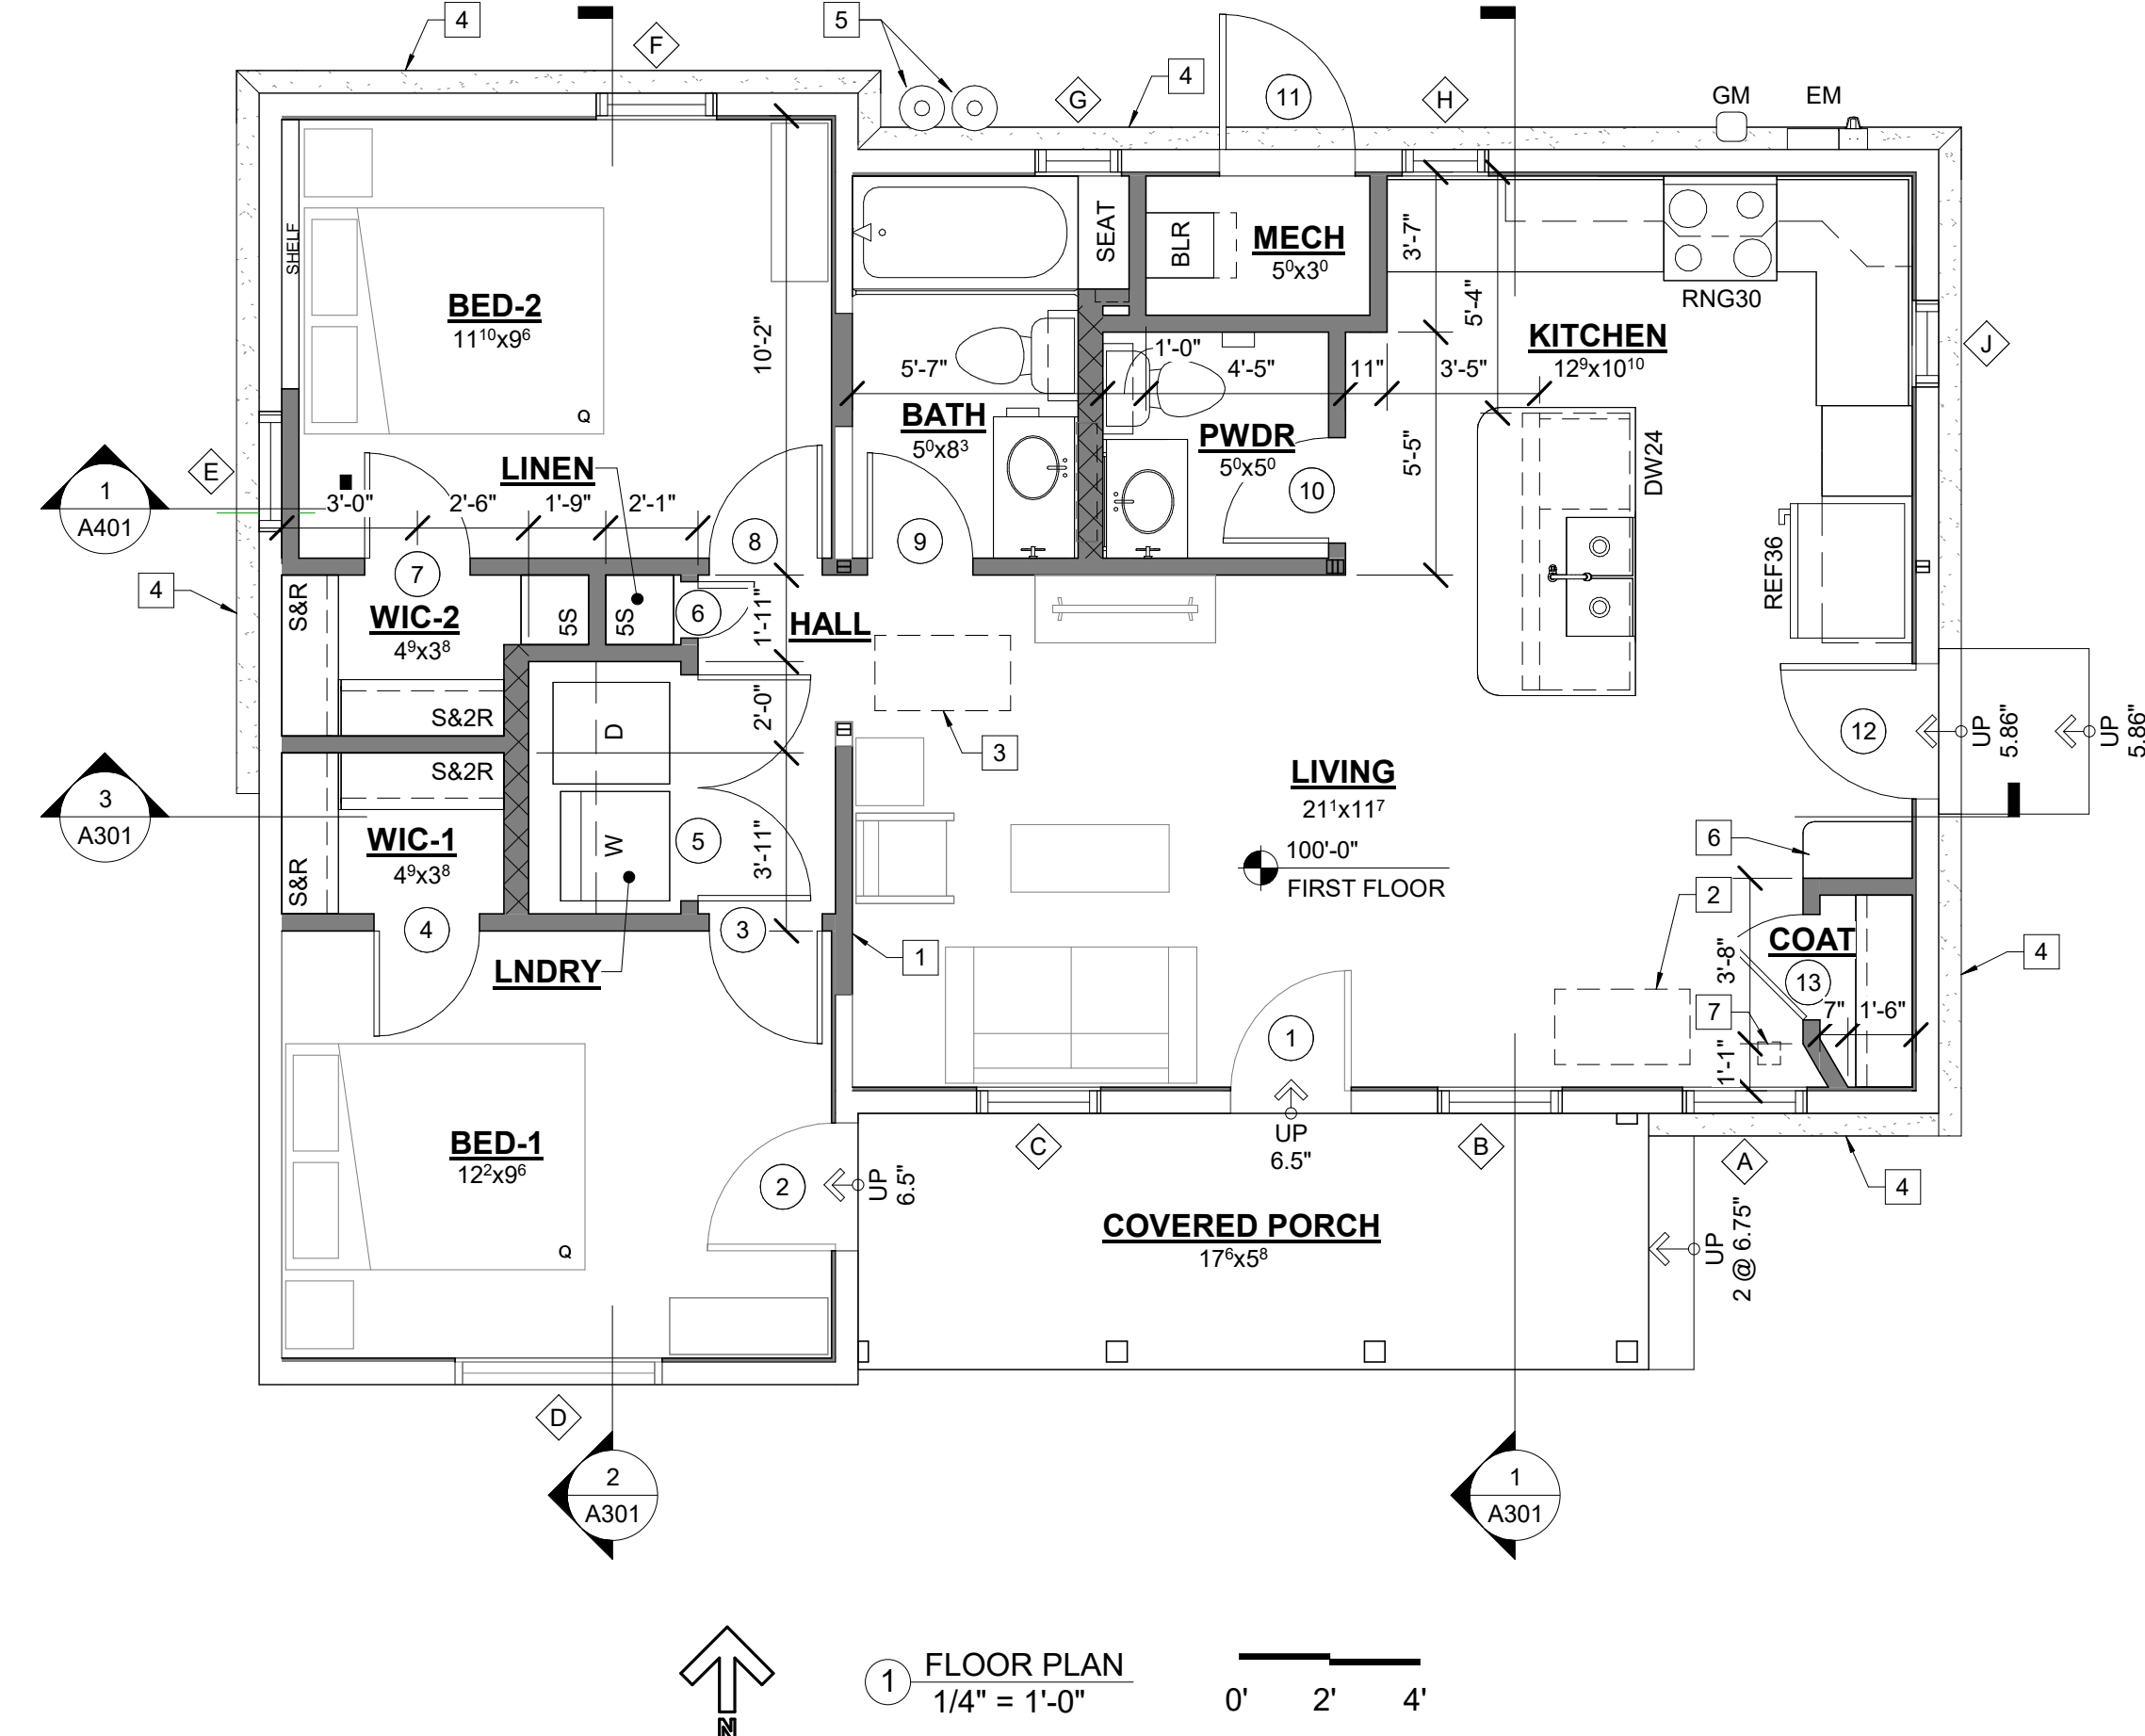 4
5
F
4
G
11
H
GM
EM
SHELF
SEAT
BLR
MECH
5⁰x3⁰
3'-7"
5'-4"
RNG30
BED-2
11¹⁰x9⁶
10'-2"
KITCHEN
12⁹x10¹⁰
J
5'-7"
1'-0"
4'-5"
11"
3'-5"
Q
BATH
5⁰x8³
PWDR
5⁰x5⁰
5'-5"
DW24
E
1
A401
LINEN
3'-0"
2'-6"
1'-9"
2'-1"
10
8
9
7
REF36
4
S&R
WIC-2
4⁹x3⁸
5S
5S
6
1'-11"
HALL
S&2R
D
2'-0"
3
12
UP
5.86"
UP
5.86"
S&2R
LIVING
21¹x11⁷
3
A301
WIC-1
4⁹x3⁸
S&R
W
5
3'-11"
100'-0"
FIRST FLOOR
6
2
4
3
1
COAT
4
3'-8"
13
LNDRY
7
7"
1'-6"
1
1'-1"
BED-1
12²x9⁶
C
UP
6.5"
B
A
4
2
UP
6.5"
COVERED PORCH
17⁶x5⁸
UP
2 @ 6.75"
Q
D
2
A301
1
A301
1
FLOOR PLAN
1/4" = 1'-0"
0'
2'
4'
N